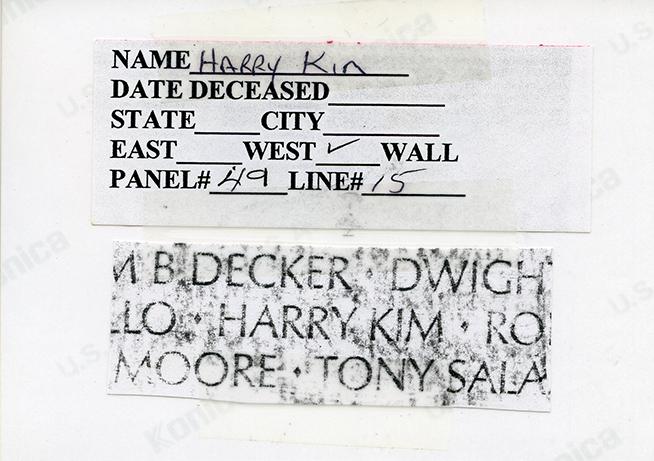 NAME HARRY KIM
DATE DECEASED
STATE CITY
EAST WEST ✓ WALL
PANEL# 49 LINE# 15
M B DECKER · DWIGH
LLO · HARRY KIM · RO
MOORE · TONY SALA
Konica